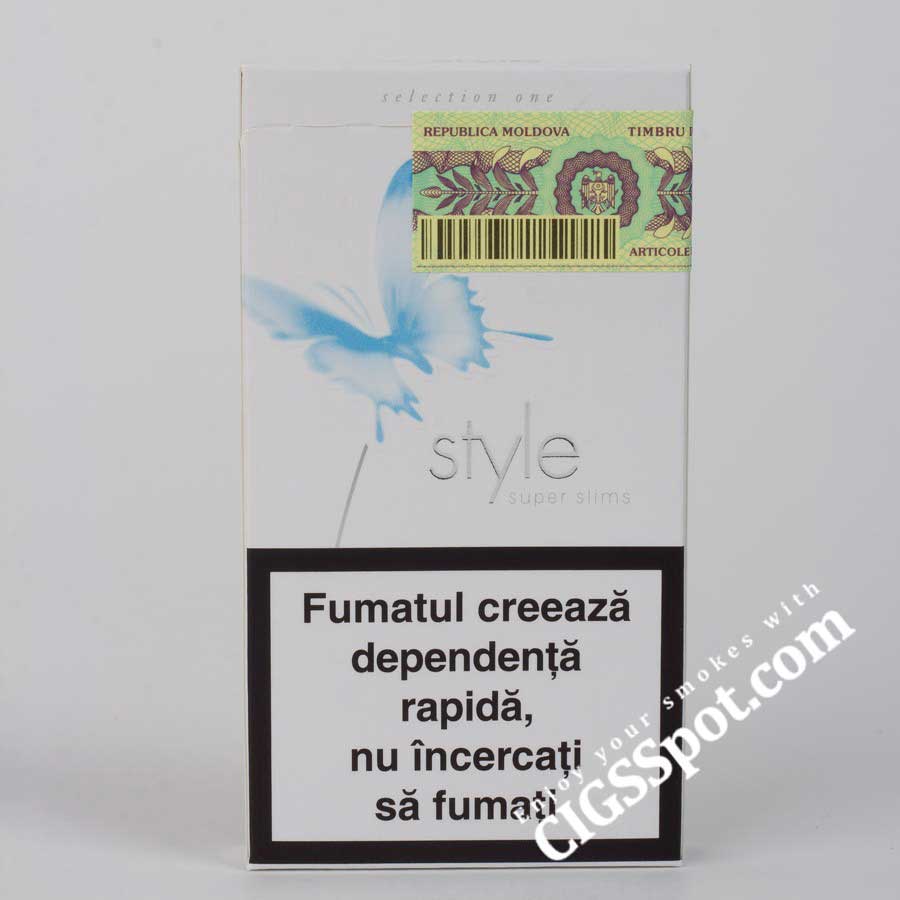 selection one
REPUBLICA MOLDOVA TIMBRU
ARTICOLE
style
super slims
Fumatul creează
dependență
rapidă,
nu încercați
să fumați
Enjoy your smokes with
CIGSSpot.com